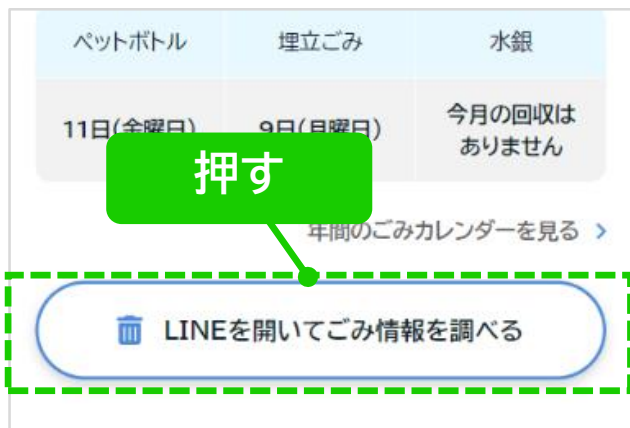 ペットボトル 埋立ごみ 水銀
11日(金曜日) 9日(月曜日) 今月の回収は
ありません
押す
年間のごみカレンダーを見る >
LINEを開いてごみ情報を調べる